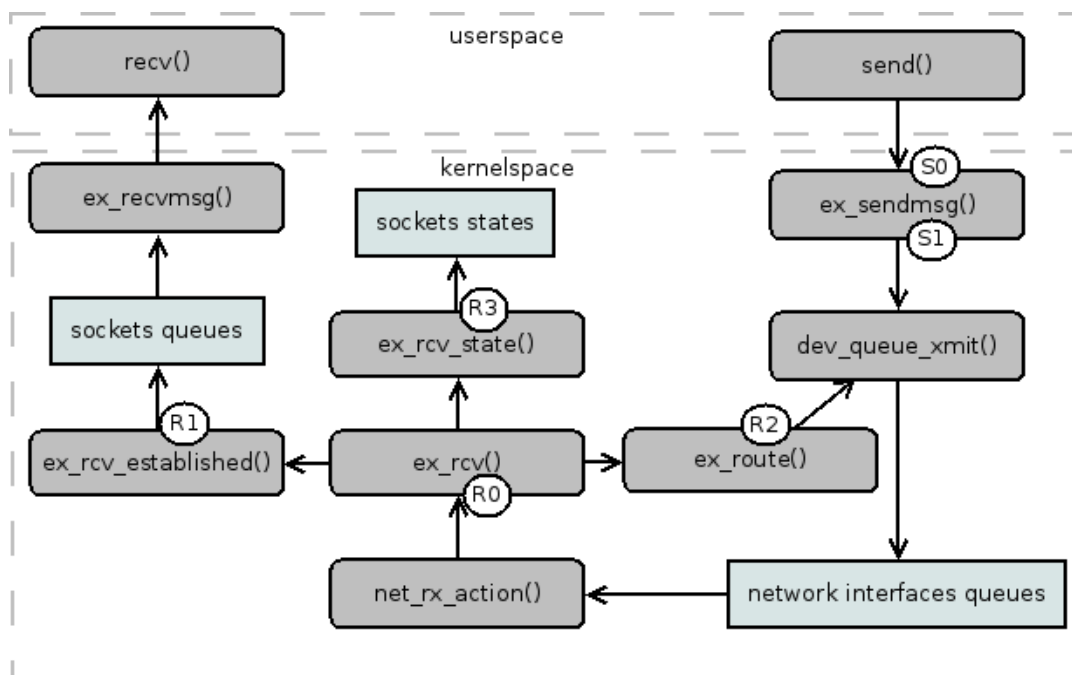 userspace
recv()
send()
kernelspace
S0
ex_recvmsg()
sockets states
ex_sendmsg()
S1
sockets queues
R3
ex_rcv_state()
dev_queue_xmit()
R1
R2
ex_rcv_established()
ex_rcv()
ex_route()
R0
net_rx_action()
network interfaces queues